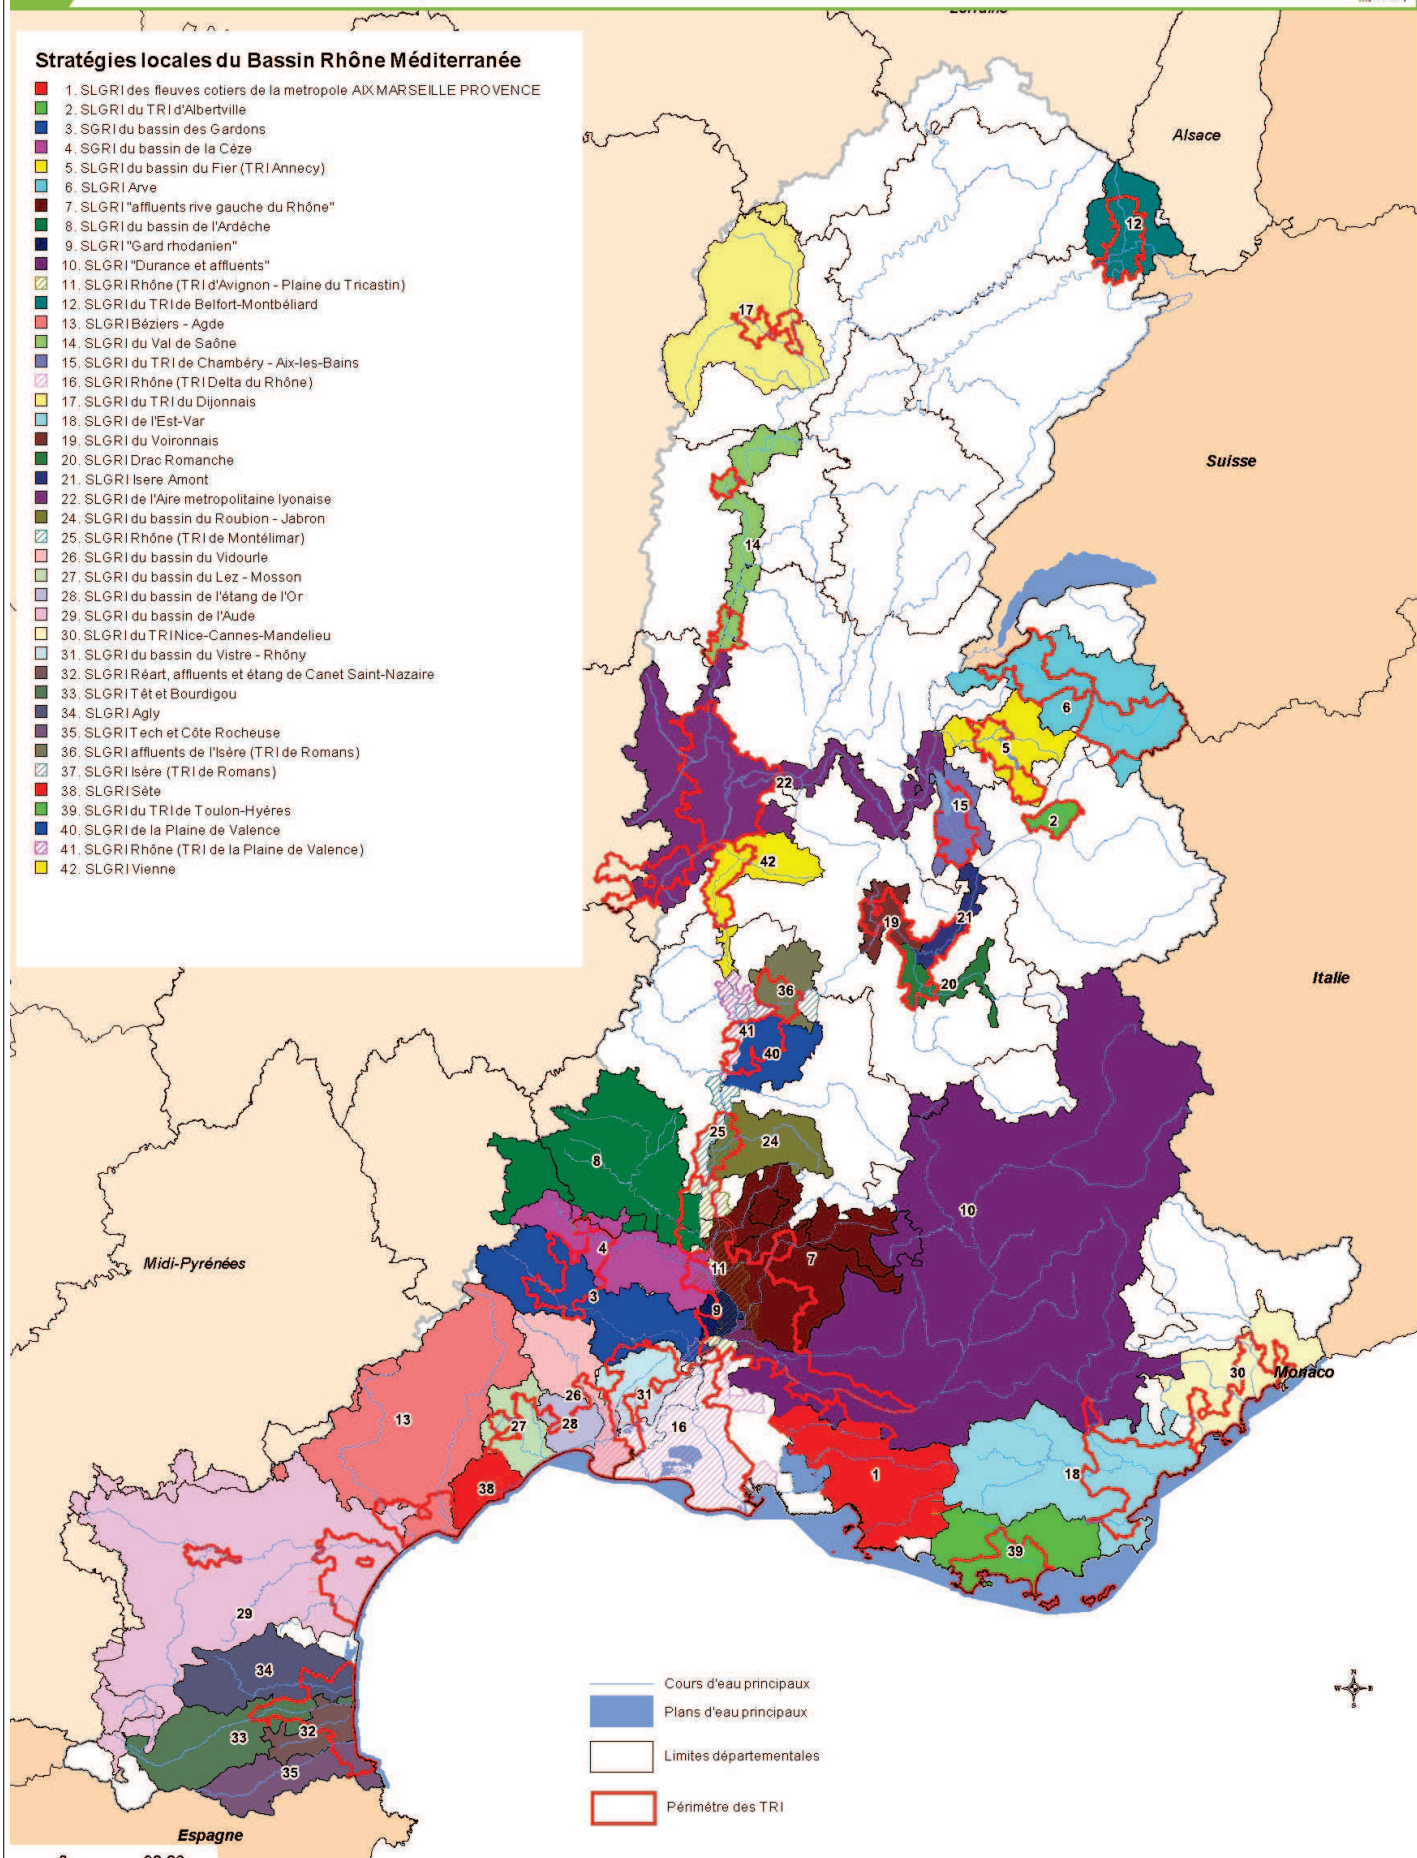 Lorraine
Stratégies locales du Bassin Rhône Méditerranée
1. SLGRI des fleuves cotiers de la metropole AIX MARSEILLE PROVENCE
2. SLGRI du TRI d'Albertville
3. SGRI du bassin des Gardons
4. SGRI du bassin de la Cèze
5. SLGRI du bassin du Fier (TRI Annecy)
6. SLGRI Arve
7. SLGRI "affluents rive gauche du Rhône"
8. SLGRI du bassin de l'Ardèche
9. SLGRI "Gard rhodanien"
10. SLGRI "Durance et affluents"
11. SLGRI Rhône (TRI d'Avignon - Plaine du Tricastin)
12. SLGRI du TRI de Belfort-Montbéliard
13. SLGRI Béziers - Agde
14. SLGRI du Val de Saône
15. SLGRI du TRI de Chambéry - Aix-les-Bains
16. SLGRI Rhône (TRI Delta du Rhône)
17. SLGRI du TRI du Dijonnais
18. SLGRI de l'Est-Var
19. SLGRI du Voironnais
20. SLGRI Drac Romanche
21. SLGRI Isere Amont
22. SLGRI de l'Aire metropolitaine lyonaise
24. SLGRI du bassin du Roubion - Jabron
25. SLGRI Rhône (TRI de Montélimar)
26. SLGRI du bassin du Vidourle
27. SLGRI du bassin du Lez - Mosson
28. SLGRI du bassin de l'étang de l'Or
29. SLGRI du bassin de l'Aude
30. SLGRI du TRI Nice-Cannes-Mandelieu
31. SLGRI du bassin du Vistre - Rhôny
32. SLGRI Réart, affluents et étang de Canet Saint-Nazaire
33. SLGRI Têt et Bourdigou
34. SLGRI Agly
35. SLGRI Tech et Côte Rocheuse
36. SLGRI affluents de l'Isère (TRI de Romans)
37. SLGRI Isère (TRI de Romans)
38. SLGRI Sète
39. SLGRI du TRI de Toulon-Hyères
40. SLGRI de la Plaine de Valence
41. SLGRI Rhône (TRI de la Plaine de Valence)
42. SLGRI Vienne
Alsace
12
17
Suisse
14
6
5
22
15
2
42
19
21
20
36
Italie
41
40
25
24
8
10
Midi-Pyrénées
4
7
11
3
9
30
Monaco
26
31
13
27
28
16
18
1
38
39
29
34
33
32
35
Espagne
Cours d'eau principaux
Plans d'eau principaux
Limites départementales
Périmètre des TRI
N
W
E
S